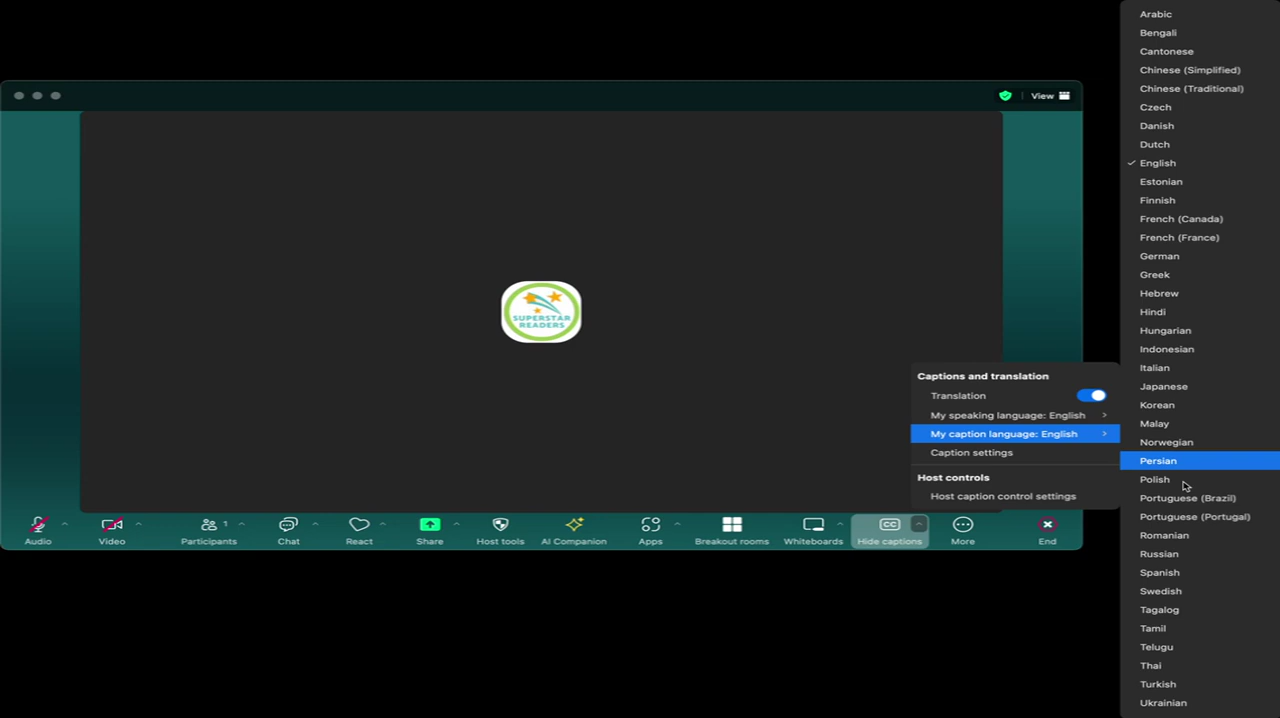 View
SUPERSTAR
READERS
Captions and translation
Translation
My speaking language: English
My caption language: English
Caption settings
Host controls
Host caption control settings
Audio
Video
1
Participants
Chat
React
Share
Host tools
AI Companion
Apps
Breakout rooms
Whiteboards
CC
Hide captions
More
End
Arabic
Bengali
Cantonese
Chinese (Simplified)
Chinese (Traditional)
Czech
Danish
Dutch
English
Estonian
Finnish
French (Canada)
French (France)
German
Greek
Hebrew
Hindi
Hungarian
Indonesian
Italian
Japanese
Korean
Malay
Norwegian
Persian
Polish
Portuguese (Brazil)
Portuguese (Portugal)
Romanian
Russian
Spanish
Swedish
Tagalog
Tamil
Telugu
Thai
Turkish
Ukrainian